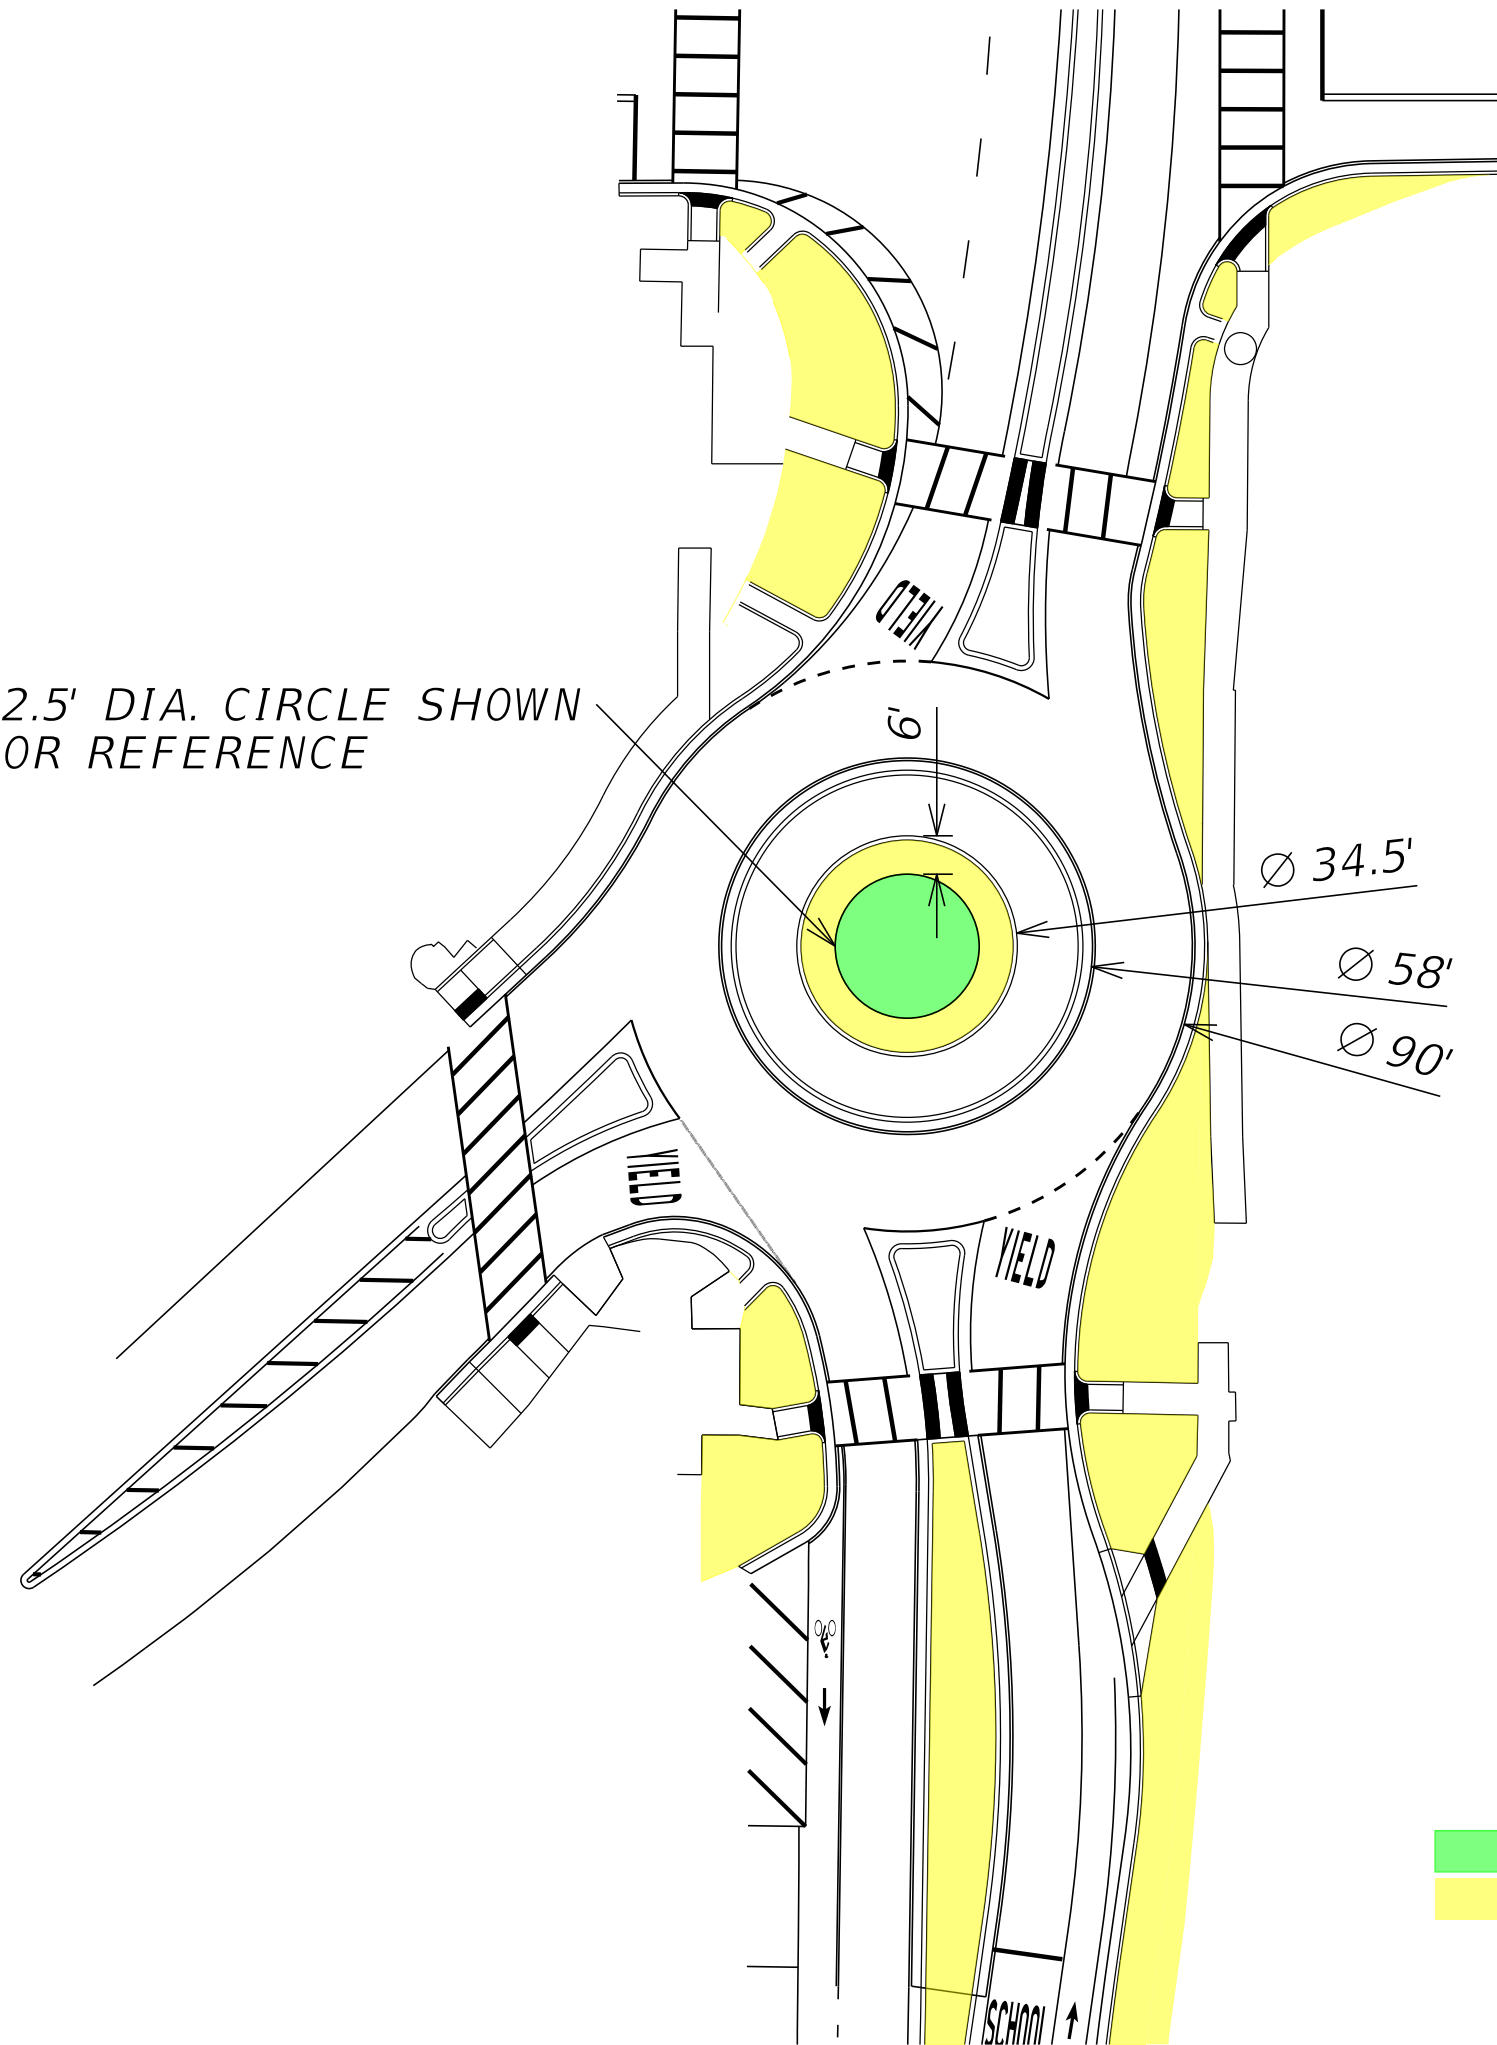 2.5' DIA. CIRCLE SHOWN
OR REFERENCE
6'
YIELD
Ø 34.5'
Ø 58'
Ø 90'
YIELD
YIELD
SCHOOL